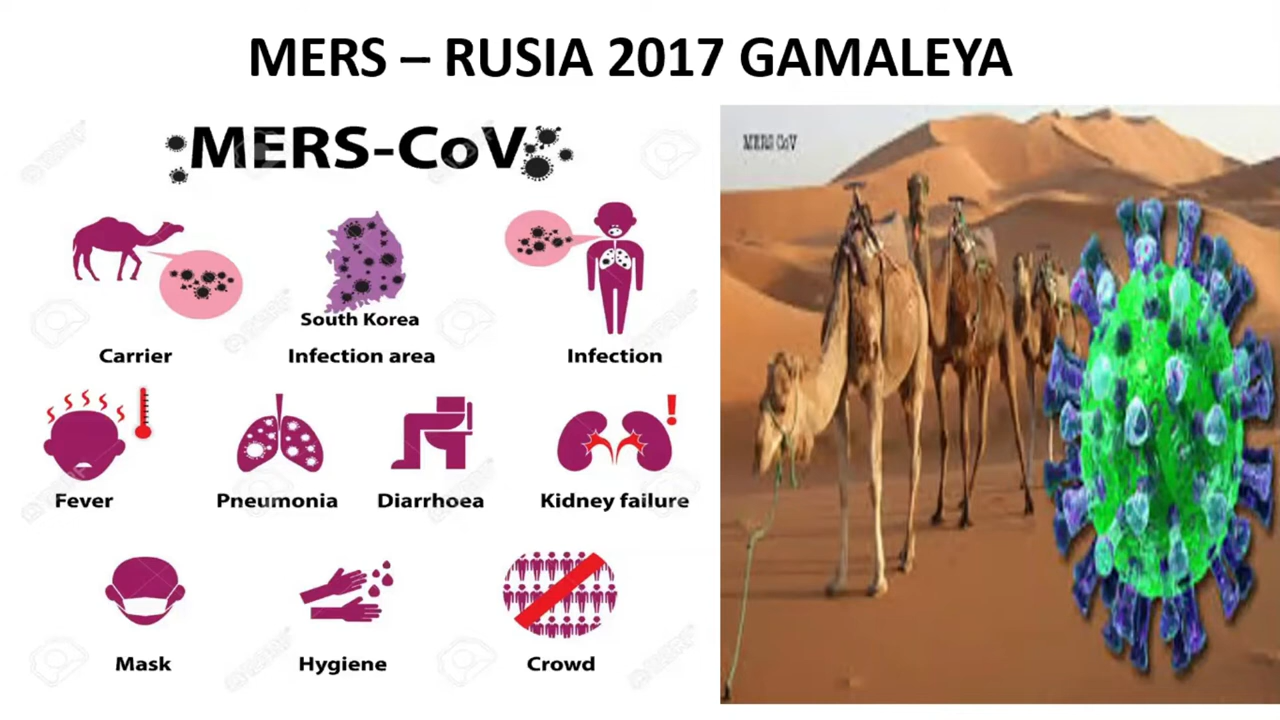 MERS – RUSIA 2017 GAMALEYA
MERS-CoV
South Korea
Carrier
Infection area
Infection
Fever
Pneumonia
Diarrhoea
Kidney failure
Mask
Hygiene
Crowd
MERS CoV